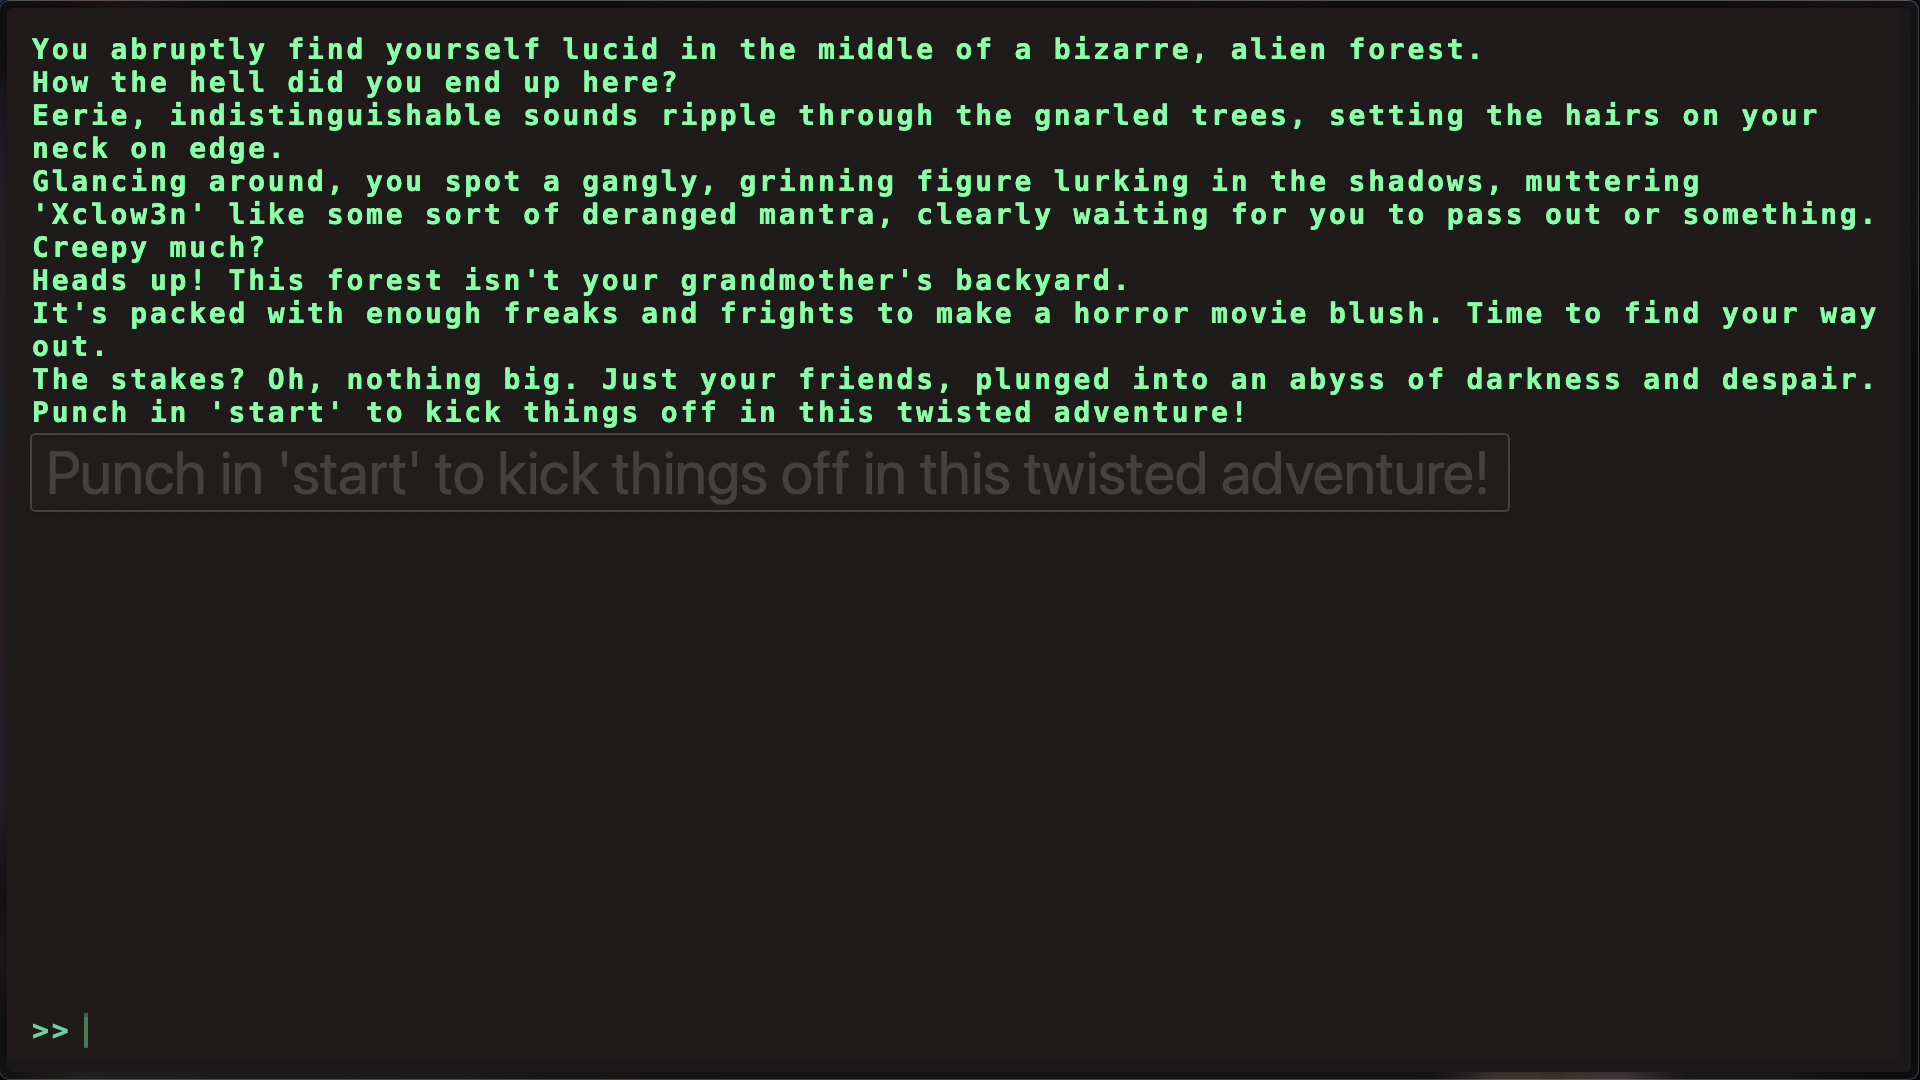 You abruptly find yourself lucid in the middle of a bizarre, alien forest.
How the hell did you end up here?
Eerie, indistinguishable sounds ripple through the gnarled trees, setting the hairs on your
neck on edge.
Glancing around, you spot a gangly, grinning figure lurking in the shadows, muttering
'Xclow3n' like some sort of deranged mantra, clearly waiting for you to pass out or something.
Creepy much?
Heads up! This forest isn't your grandmother's backyard.
It's packed with enough freaks and frights to make a horror movie blush. Time to find your way
out.
The stakes? Oh, nothing big. Just your friends, plunged into an abyss of darkness and despair.
Punch in 'start' to kick things off in this twisted adventure!
Punch in 'start' to kick things off in this twisted adventure!
>>